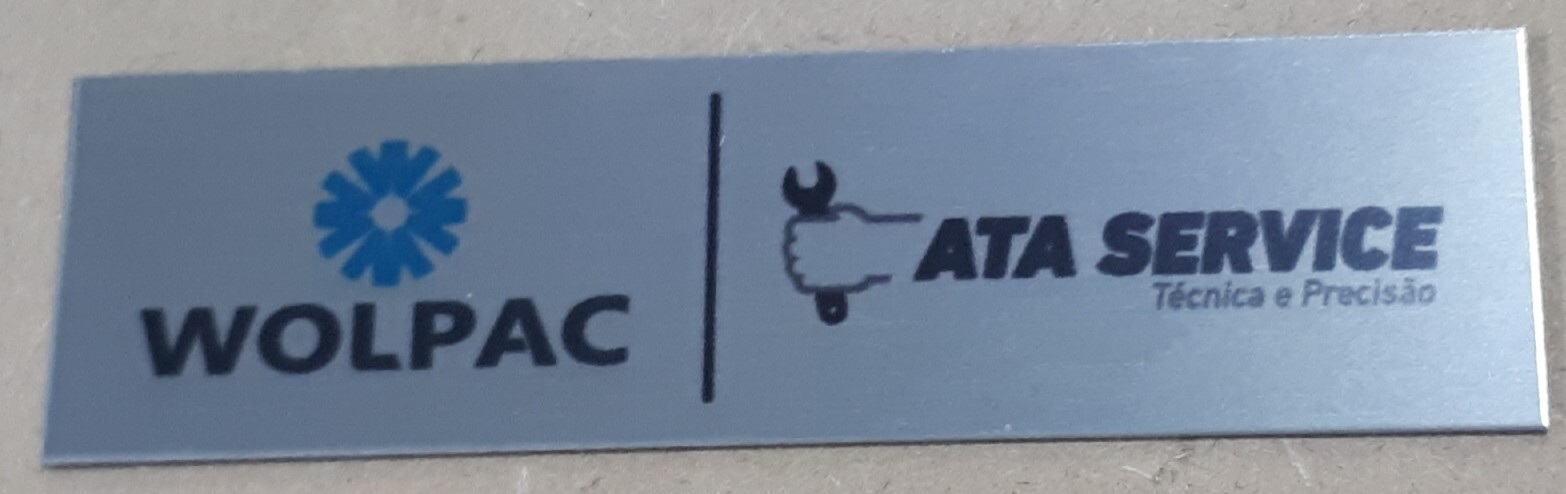 WOLPAC
ATA SERVICE
Técnica e Precisão